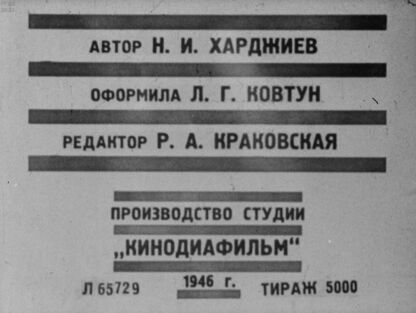 АВТОР Н. И. ХАРДЖИЕВ
ОФОРМИЛА Л. Г. КОВТУН
РЕДАКТОР Р. А. КРАКОВСКАЯ
ПРОИЗВОДСТВО СТУДИИ
„КИНОДИАФИЛЬМ“
Л 65729 1946 г. ТИРАЖ 5000